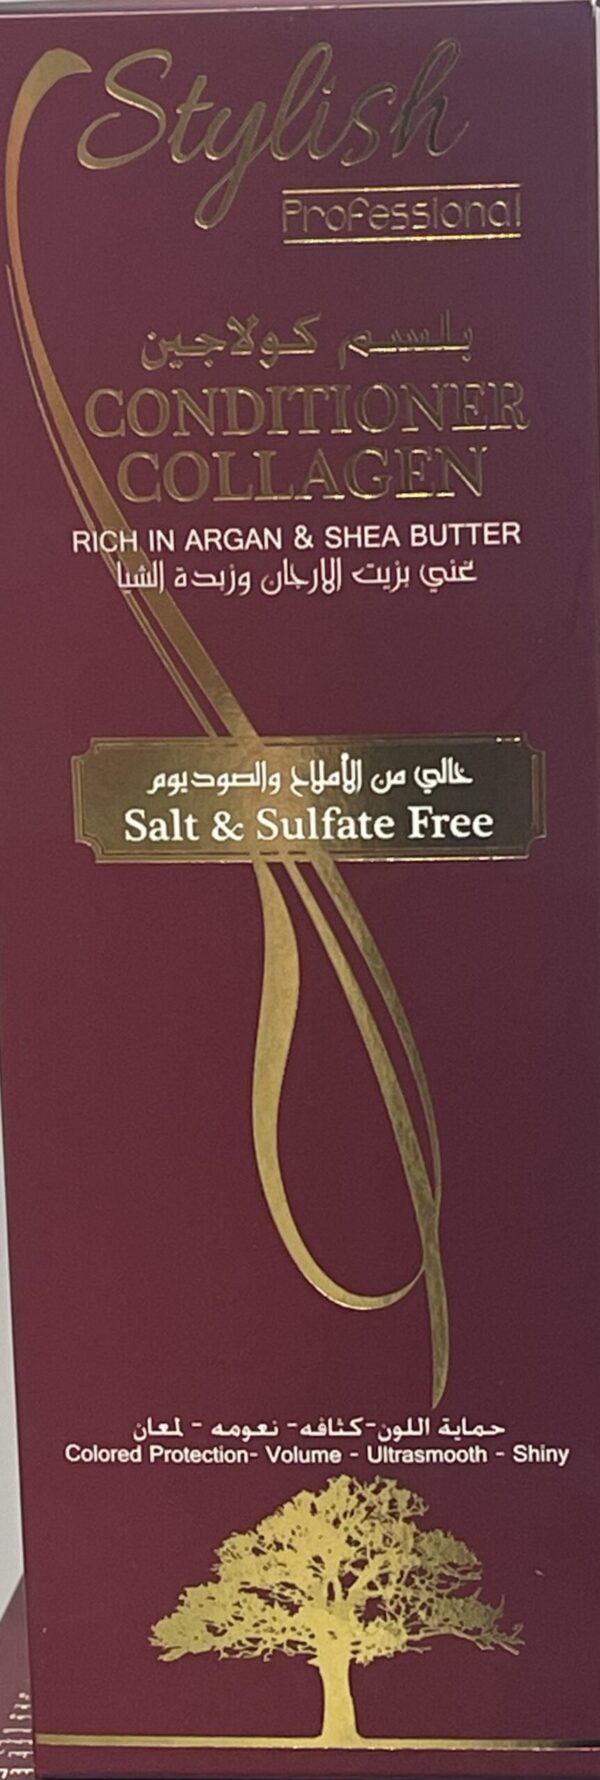 Stylish
Professional
بلسم كولاجين
CONDITIONER
COLLAGEN
RICH IN ARGAN & SHEA BUTTER
غني بزيت الارجان وزبدة الشيا
خالي من الأملاح والصوديوم
Salt & Sulfate Free
حماية اللون-كثافه- نعومه - لمعان
Colored Protection- Volume - Ultrasmooth - Shiny